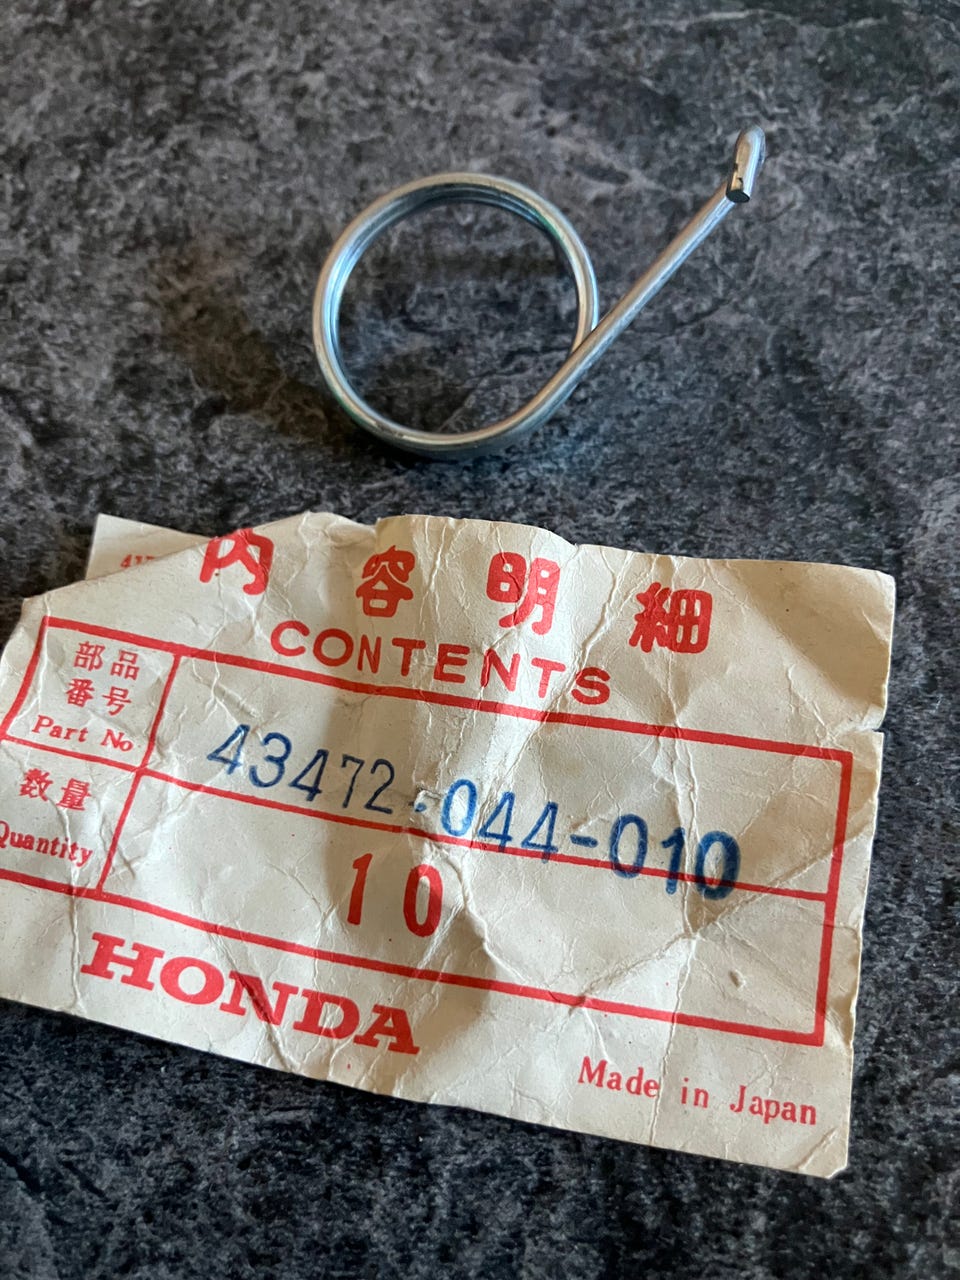 内容明細
CONTENTS
部品
番号
Part No
43472-044-010
数量
Quantity
10
HONDA
Made in Japan